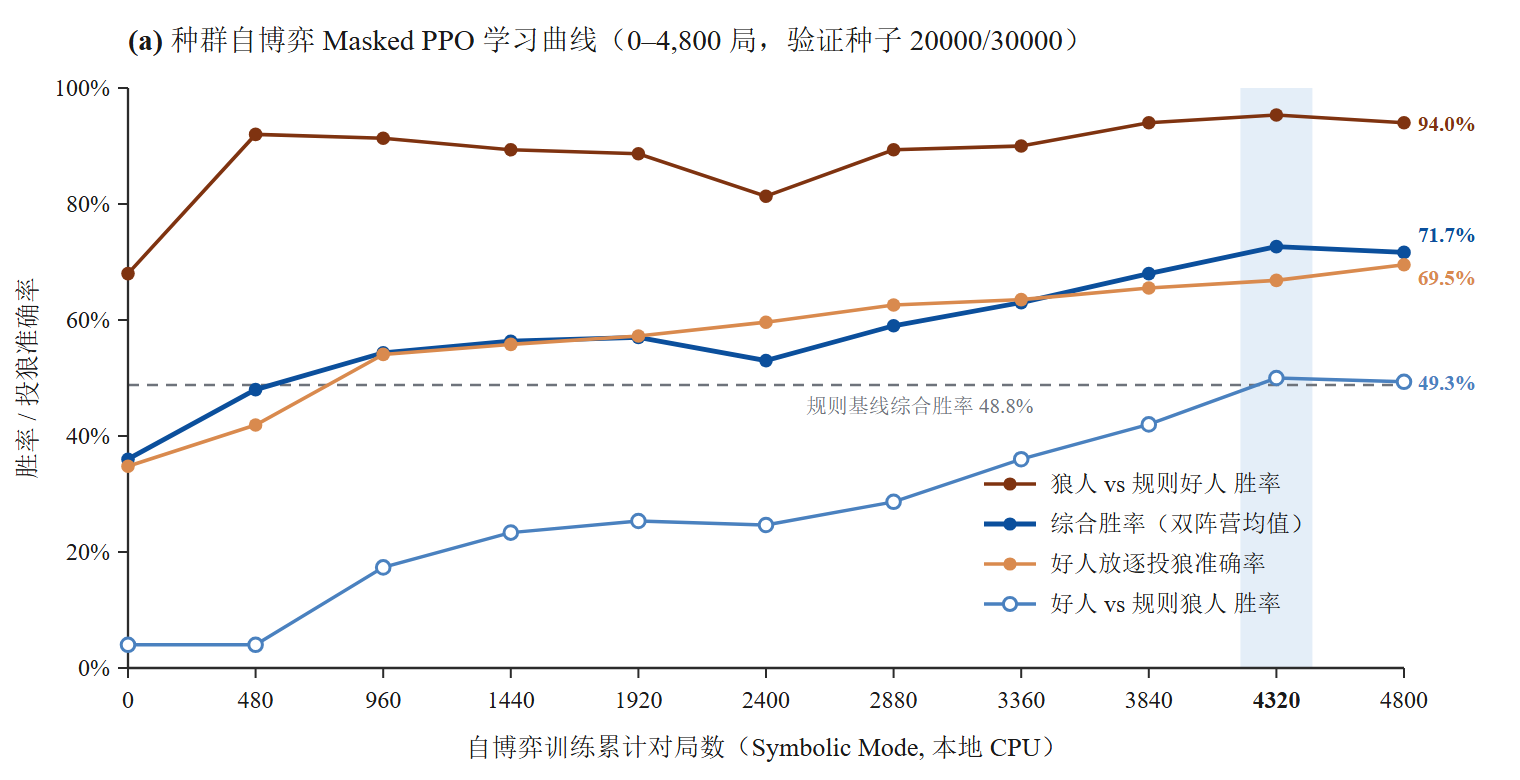 (a) 种群自博弈 Masked PPO 学习曲线（0–4,800 局，验证种子 20000/30000）
100%
80%
60%
40%
20%
0%
胜率 / 投狼准确率
94.0%
71.7%
69.5%
49.3%
规则基线综合胜率 48.8%
狼人 vs 规则好人 胜率
综合胜率（双阵营均值）
好人放逐投狼准确率
好人 vs 规则狼人 胜率
0 480 960 1440 1920 2400 2880 3360 3840 4320 4800
自博弈训练累计对局数（Symbolic Mode, 本地 CPU）